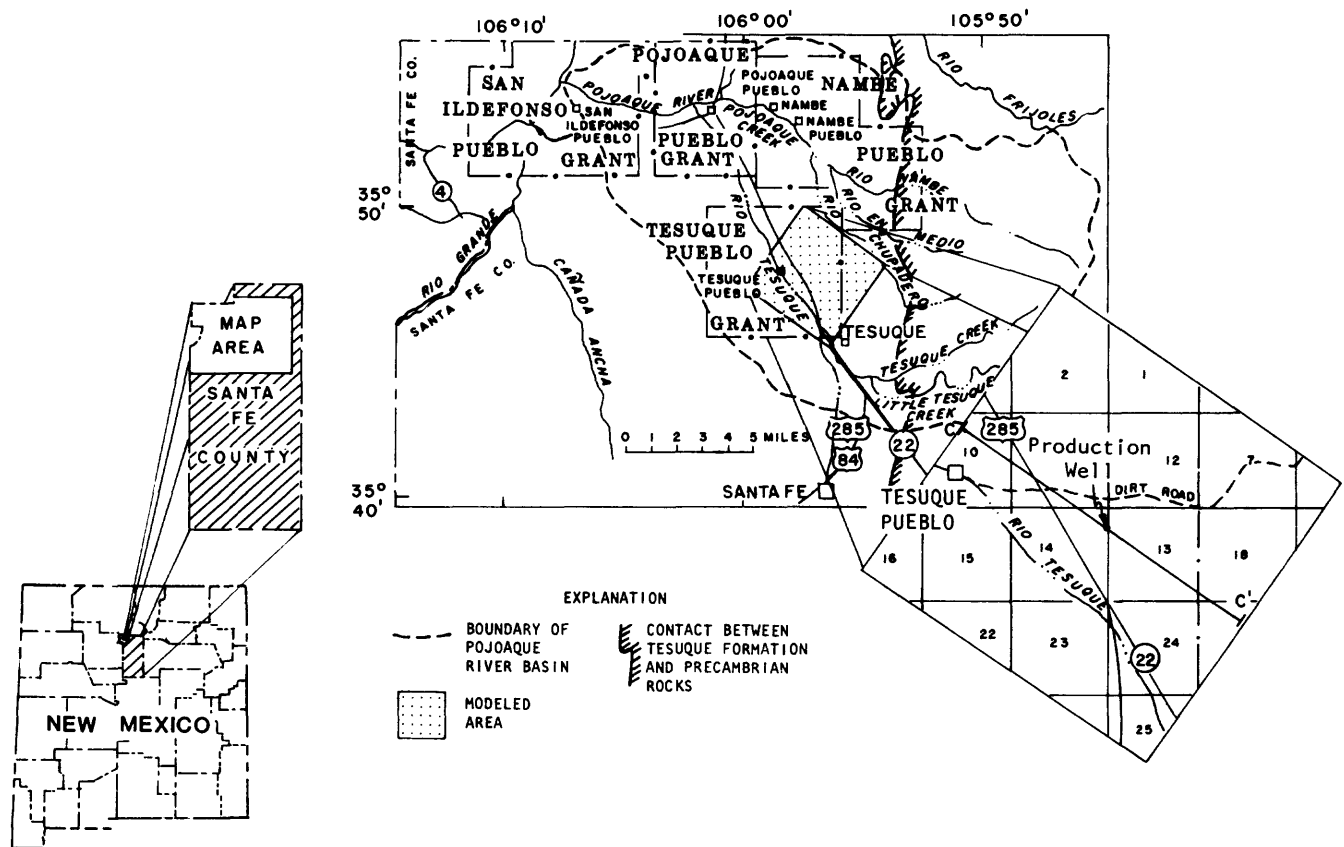 106° 10'
106° 00'
105° 50'
POJOAQUE
SAN
ILDEFONSO
PUEBLO
GRANT
POJOAQUE RIVER
SAN
ILDEFONSO
PUEBLO
PUEBLO
GRANT
POJOAQUE
PUEBLO
NAMBE
NAMBE
PUEBLO
POJOAQUE
CREEK
NAMBE
PUEBLO
GRANT
RIO
FRIJOLES
RIO
NAMBE
RIO EN
MEDIO
RIO
CHUPADERO
SANTA FE CO.
4
35°
50'
RIO GRANDE
SANTA FE CO.
CAÑADA
ANCHA
TESUQUE
PUEBLO
TESUQUE
PUEBLO
GRANT
RIO
TESUQUE
TESUQUE
TESUQUE CREEK
LITTLE TESUQUE
CREEK
0 1 2 3 4 5 MILES
285
84
22
SANTA FE
35°
40'
MAP
AREA
SANTA
FE
COUNTY
NEW MEXICO
2
1
C
285
10
Production
Well
12
7
DIRT ROAD
TESUQUE
PUEBLO
RIO
TESUQUE
16
15
14
13
18
C'
22
23
24
22
25
EXPLANATION
BOUNDARY OF
POJOAQUE
RIVER BASIN
CONTACT BETWEEN
TESUQUE FORMATION
AND PRECAMBRIAN
ROCKS
MODELED
AREA